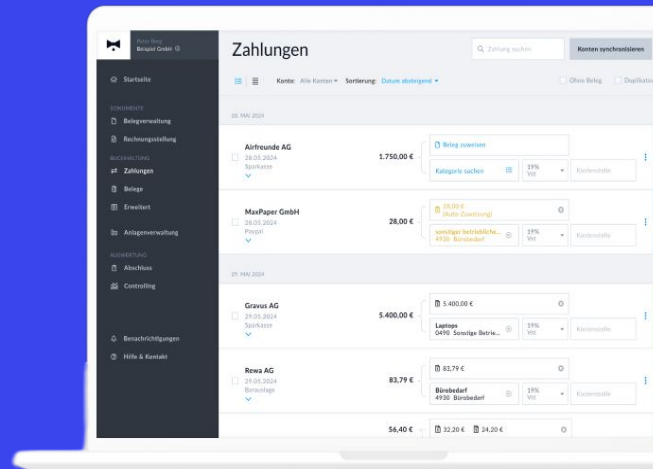 Peter Berg
Beispiel GmbH
Startseite
DOKUMENTE
Belegverwaltung
Rechnungsstellung
BUCHHALTUNG
Zahlungen
Belege
Erweitert
Anlagenverwaltung
AUSWERTUNG
Abschluss
Controlling
Benachrichtigungen
Hilfe & Kontakt
Zahlungen
Zahlung suchen
Konten synchronisieren
Konto: Alle Konten Sortierung: Datum absteigend
Ohne Beleg
28. MAI 2024
Airfreunde AG
28.05.2024
Sparkasse
1.750,00 €
Beleg zuweisen
Kategorie suchen
19%
VSt
Kostenstelle
MaxPaper GmbH
28.05.2024
Paypal
28,00 €
28,00 €
(Auto-Zuweisung)
sonstiger betriebliche...
4930 Bürobedarf
19%
VSt
Kostenstelle
29. MAI 2024
Gravus AG
29.05.2024
Sparkasse
5.400,00 €
5.400,00 €
Laptops
0490 Sonstige Betrie...
19%
VSt
Kostenstelle
Rewa AG
29.05.2024
Barauslage
83,79 €
83,79 €
Bürobedarf
4930 Bürobedarf
19%
VSt
Kostenstelle
56,40 €
32,20 € 24,20 €